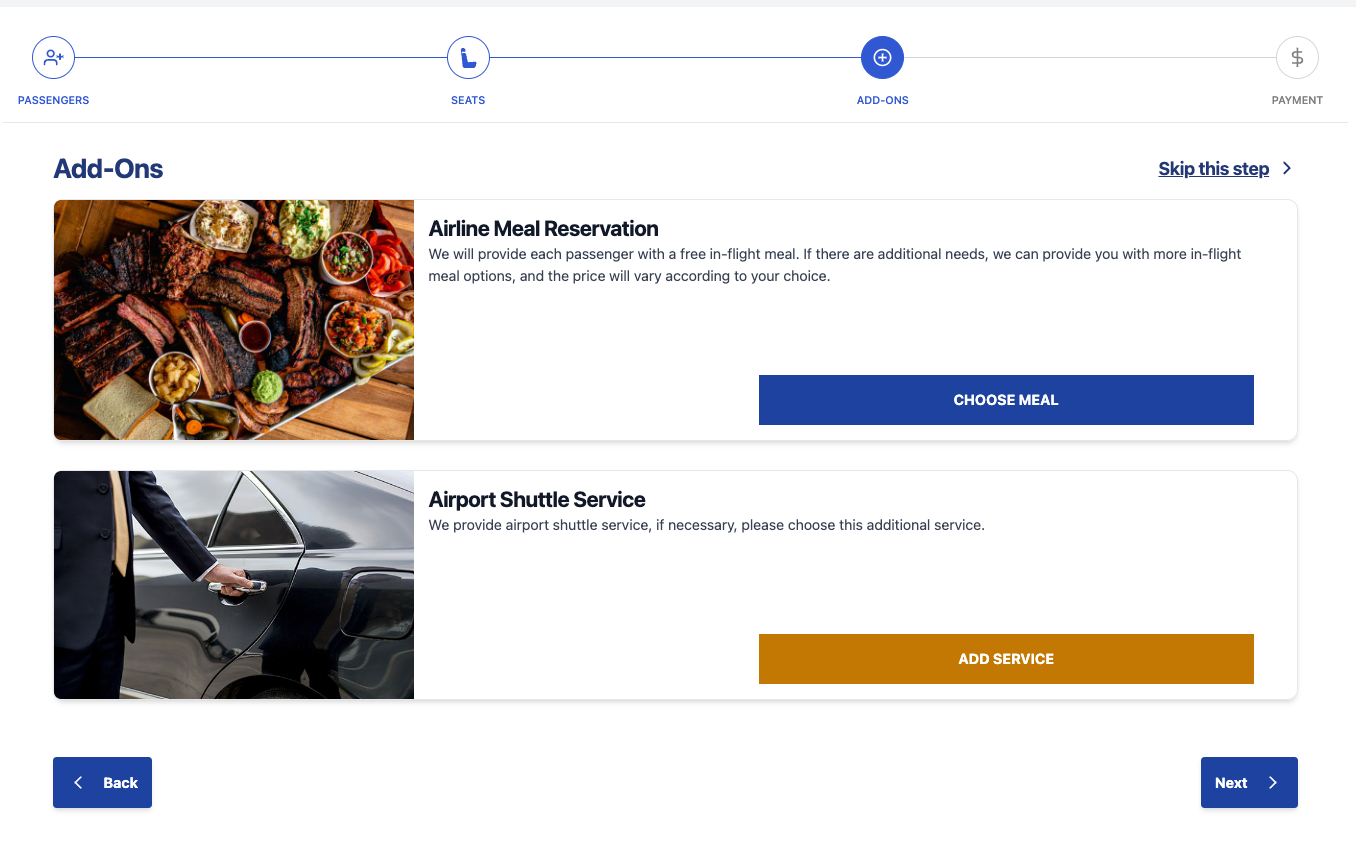 PASSENGERS
SEATS
ADD-ONS
$
PAYMENT
Add-Ons
Skip this step
Airline Meal Reservation
We will provide each passenger with a free in-flight meal. If there are additional needs, we can provide you with more in-flight
meal options, and the price will vary according to your choice.
CHOOSE MEAL
Airport Shuttle Service
We provide airport shuttle service, if necessary, please choose this additional service.
ADD SERVICE
Back
Next